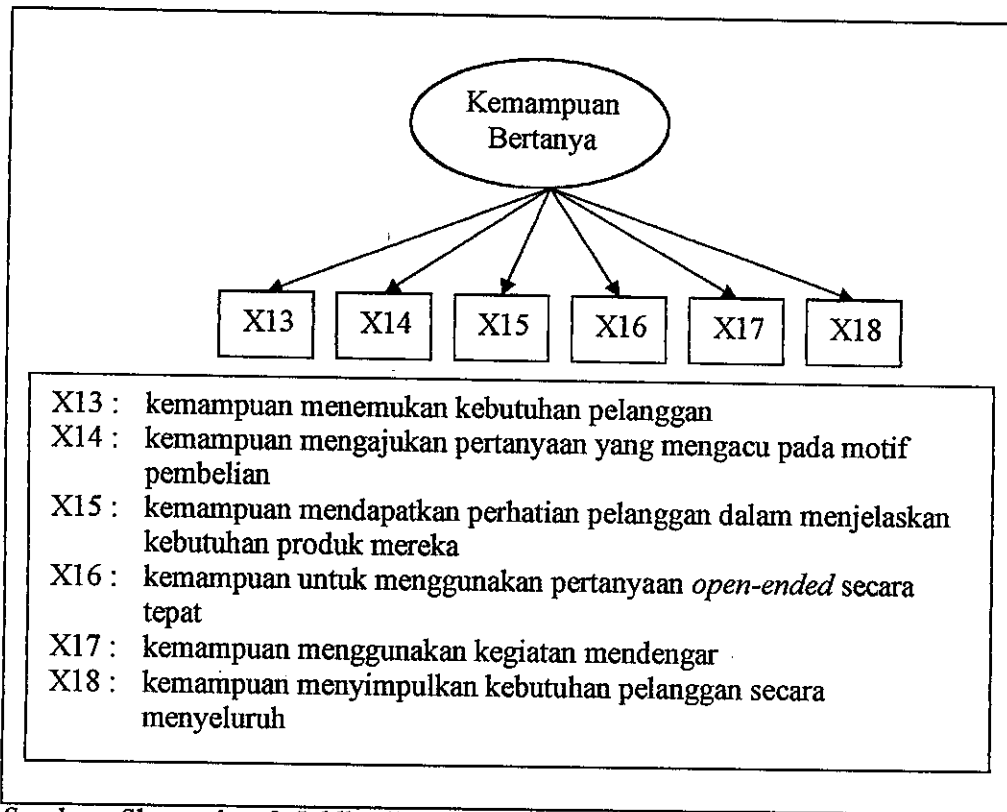 Kemampuan
Bertanya
X13 X14 X15 X16 X17 X18
X13 : kemampuan menemukan kebutuhan pelanggan
X14 : kemampuan mengajukan pertanyaan yang mengacu pada motif
pembelian
X15 : kemampuan mendapatkan perhatian pelanggan dalam menjelaskan
kebutuhan produk mereka
X16 : kemampuan untuk menggunakan pertanyaan open-ended secara
tepat
X17 : kemampuan menggunakan kegiatan mendengar
X18 : kemampuan menyimpulkan kebutuhan pelanggan secara
menyeluruh